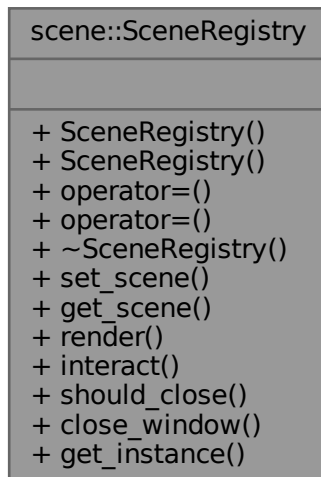 scene::SceneRegistry
+ SceneRegistry()
+ SceneRegistry()
+ operator=()
+ operator=()
+ ~SceneRegistry()
+ set_scene()
+ get_scene()
+ render()
+ interact()
+ should_close()
+ close_window()
+ get_instance()